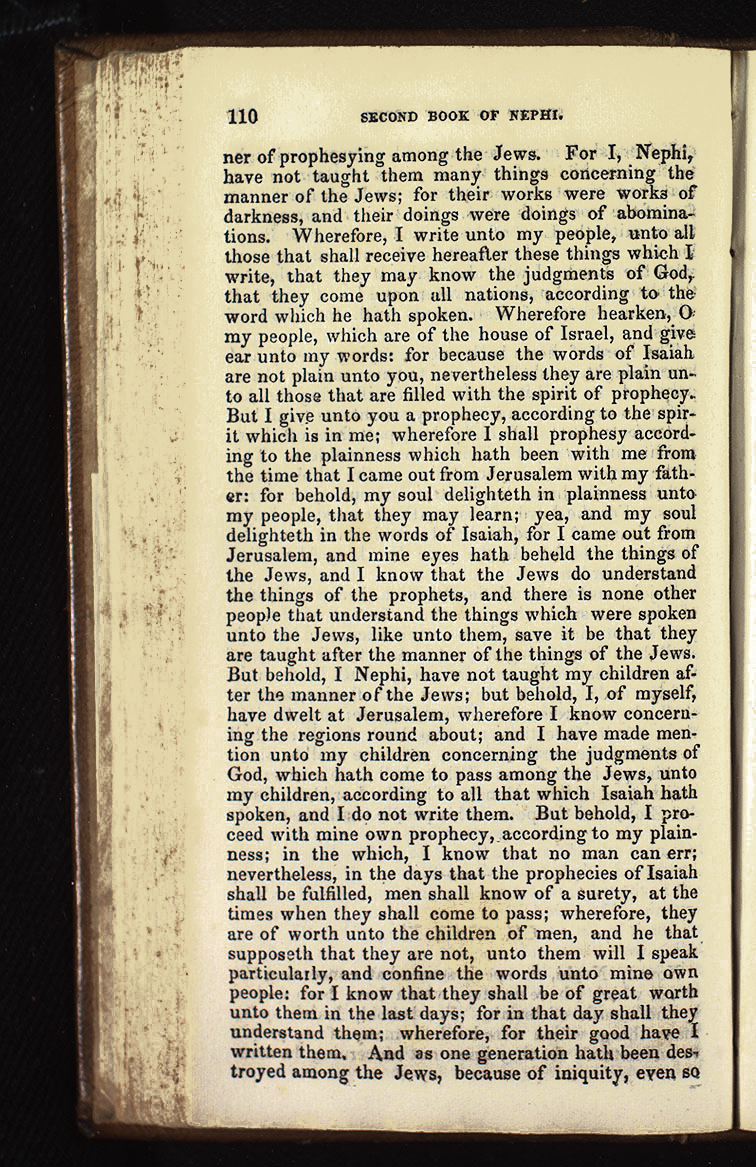 110 SECOND BOOK OF NEPHI.
ner of prophesying among the Jews. For I, Nephi,
have not taught them many things concerning the
manner of the Jews; for their works were works of
darkness, and their doings were doings of abomina-
tions. Wherefore, I write unto my people, unto all
those that shall receive hereafter these things which I
write, that they may know the judgments of God,
that they come upon all nations, according to the
word which he hath spoken. Wherefore hearken, O
my people, which are of the house of Israel, and give
ear unto my words: for because the words of Isaiah
are not plain unto you, nevertheless they are plain un-
to all those that are filled with the spirit of prophecy.
But I give unto you a prophecy, according to the spir-
it which is in me; wherefore I shall prophesy accord-
ing to the plainness which hath been with me from
the time that I came out from Jerusalem with my fath-
er: for behold, my soul delighteth in plainness unto
my people, that they may learn; yea, and my soul
delighteth in the words of Isaiah, for I came out from
Jerusalem, and mine eyes hath beheld the things of
the Jews, and I know that the Jews do understand
the things of the prophets, and there is none other
people that understand the things which were spoken
unto the Jews, like unto them, save it be that they
are taught after the manner of the things of the Jews.
But behold, I Nephi, have not taught my children af-
ter the manner of the Jews; but behold, I, of myself,
have dwelt at Jerusalem, wherefore I know concern-
ing the regions round about; and I have made men-
tion unto my children concerning the judgments of
God, which hath come to pass among the Jews, unto
my children, according to all that which Isaiah hath
spoken, and I do not write them. But behold, I pro-
ceed with mine own prophecy, according to my plain-
ness; in the which, I know that no man can err;
nevertheless, in the days that the prophecies of Isaiah
shall be fulfilled, men shall know of a surety, at the
times when they shall come to pass; wherefore, they
are of worth unto the children of men, and he that
supposeth that they are not, unto them will I speak
particularly, and confine the words unto mine own
people: for I know that they shall be of great worth
unto them in the last days; for in that day shall they
understand them; wherefore, for their good have I
written them. And as one generation hath been des-
troyed among the Jews, because of iniquity, even so